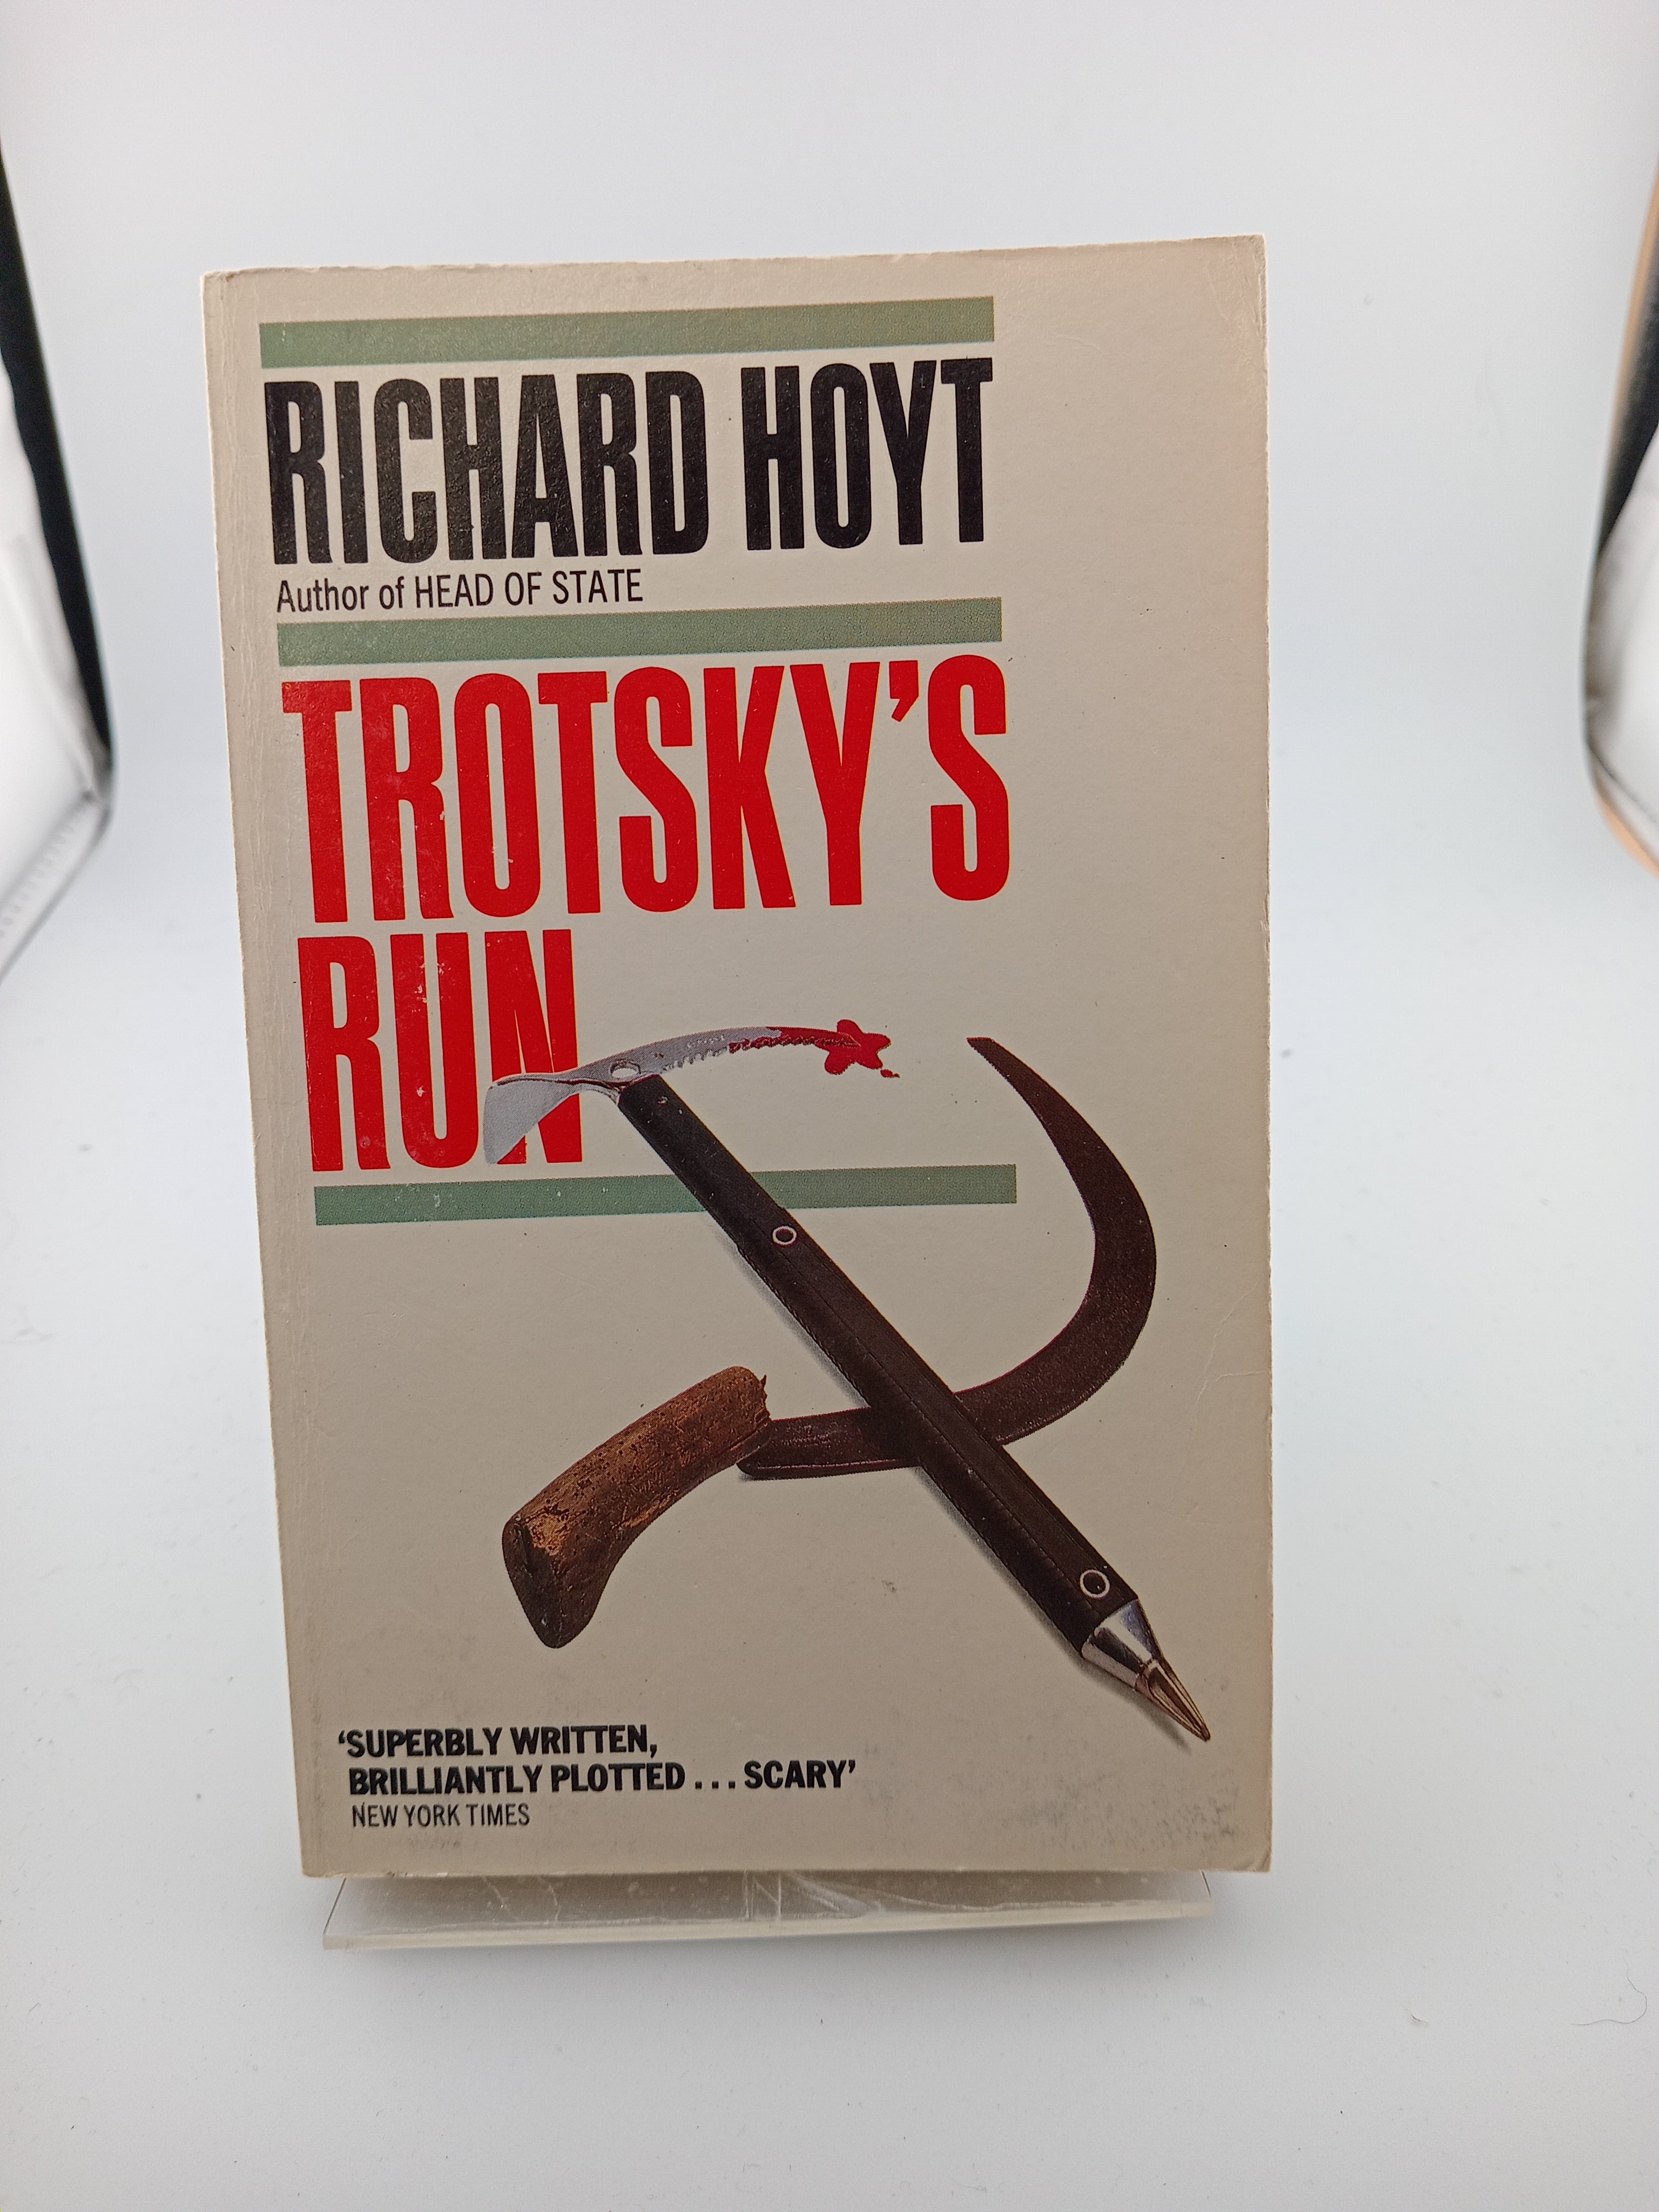 RICHARD HOYT
Author of HEAD OF STATE
TROTSKY'S
RUN
‘SUPERBLY WRITTEN,
BRILLIANTLY PLOTTED . . . SCARY’
NEW YORK TIMES